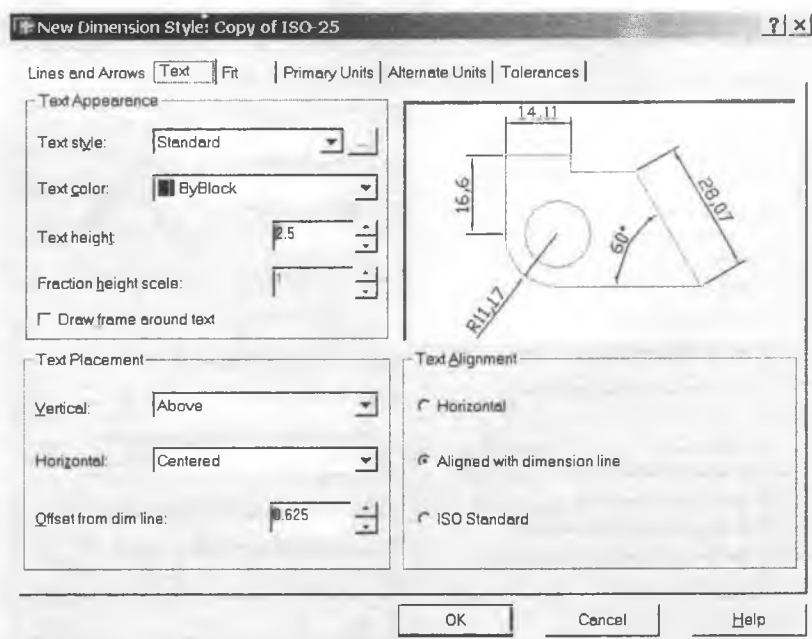 New Dimension Style: Copy of ISO-25
? ×
Lines and Arrows Text Fit Primary Units Alternate Units Tolerances
Text Appearance
Text style: Standard ...
Text color: ByBlock
Text height: 2.5
Fraction height scale: 1
Draw frame around text
14,11
16,6
28,07
60°
R11,17
Text Placement
Vertical: Above
Horizontal: Centered
Offset from dim line: 0.625
Text Alignment
Horizontal
Aligned with dimension line
ISO Standard
OK Cancel Help